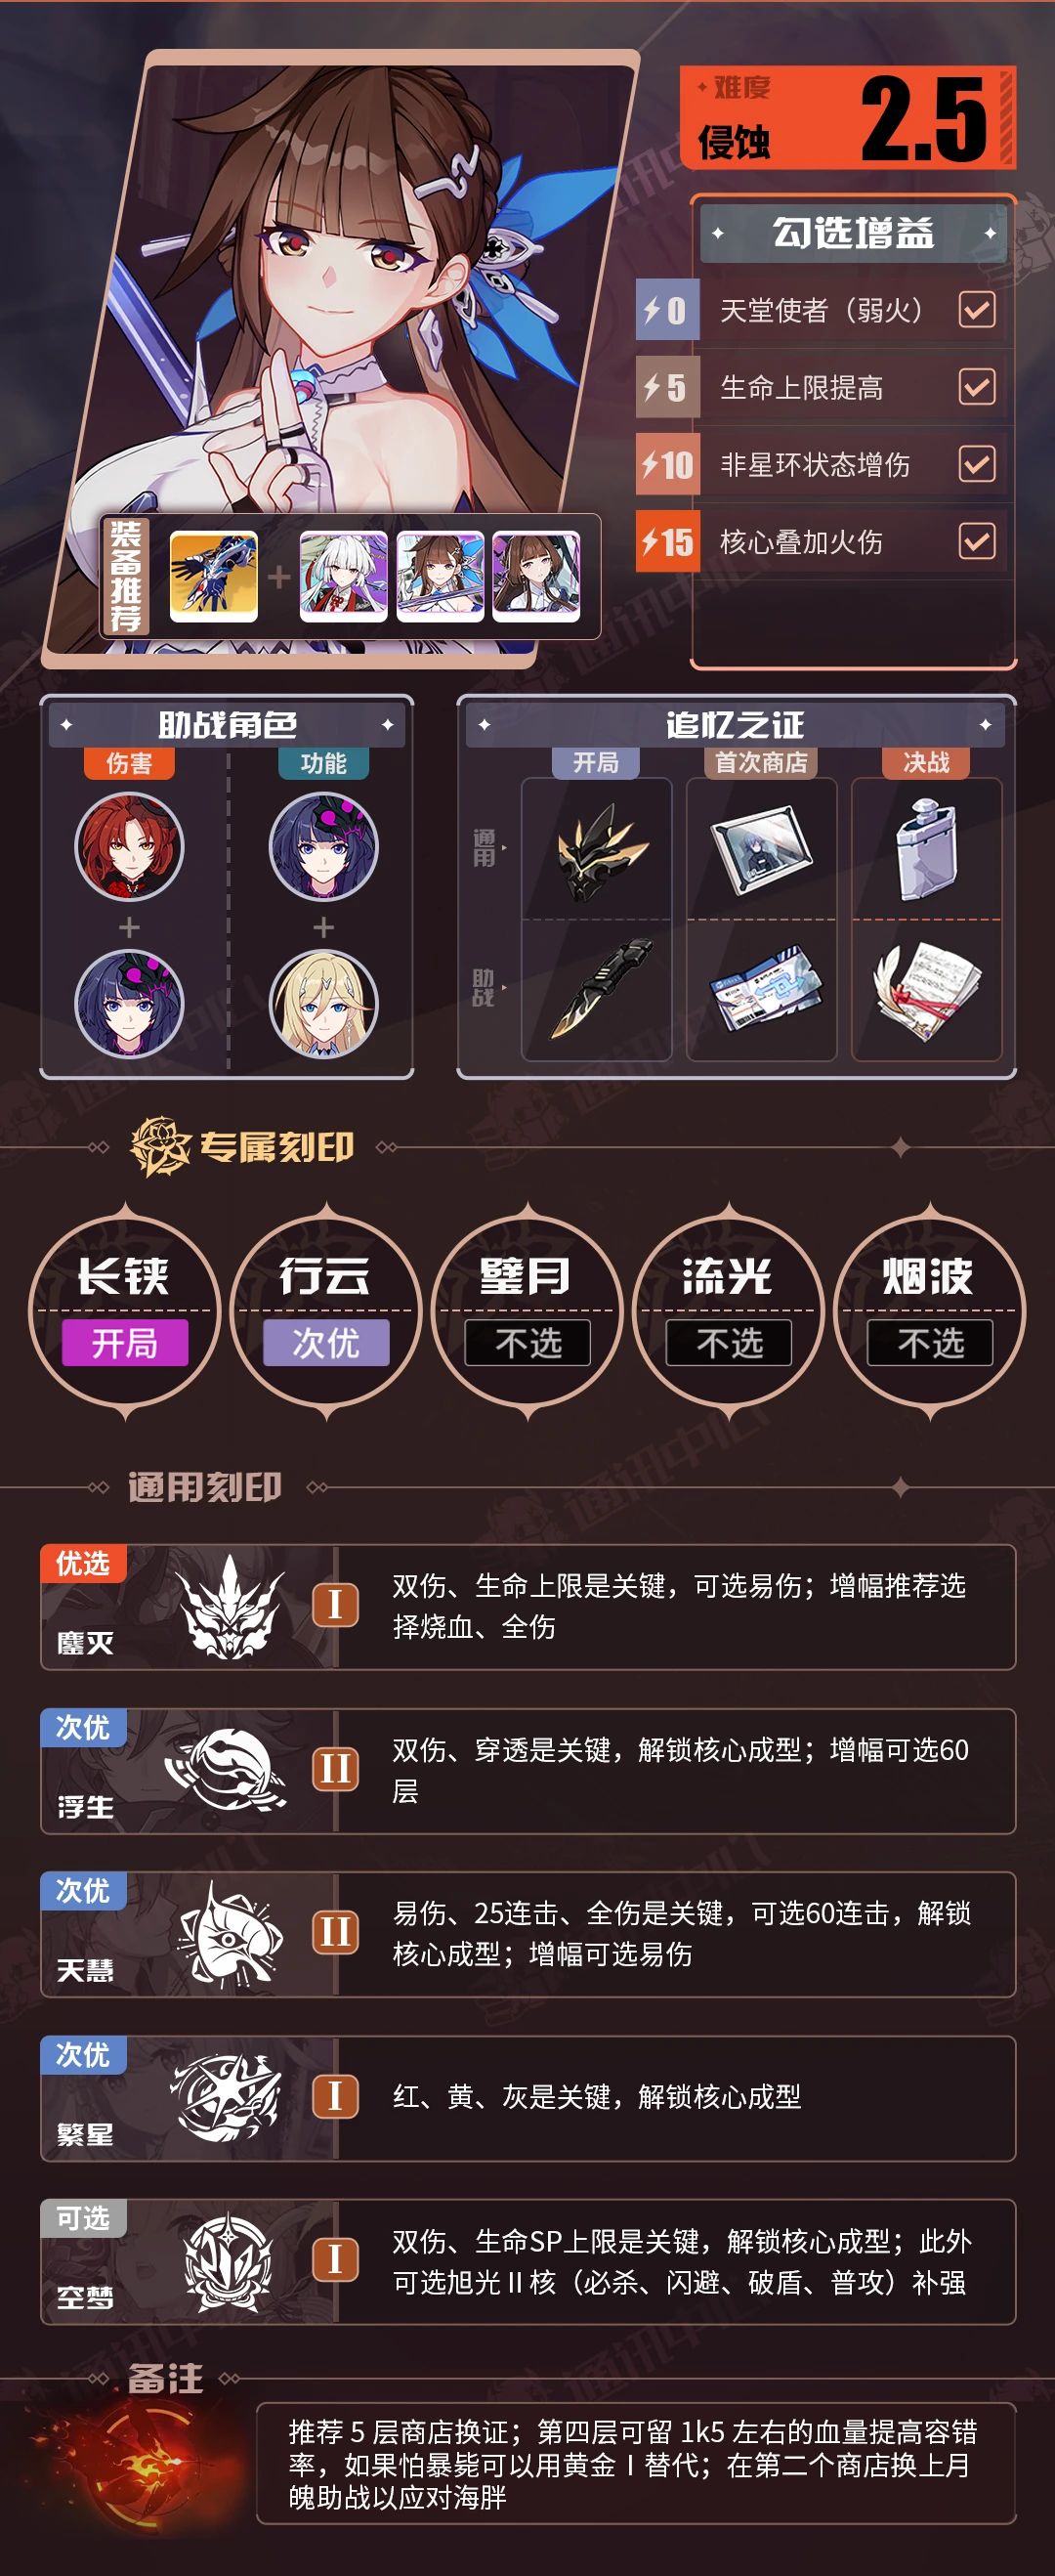 难度
侵蚀
2.5
勾选增益
0 天堂使者（弱火）
5 生命上限提高
10 非星环状态增伤
15 核心叠加火伤
装备推荐
助战角色
伤害 功能
追忆之证
开局 首次商店 决战
通用
助战
专属刻印
长铗 行云 壁月 流光 烟波
开局 次优 不选 不选 不选
通用刻印
优选
鏖灭
I
双伤、生命上限是关键，可选易伤；增幅推荐选
择烧血、全伤
次优
浮生
II
双伤、穿透是关键，解锁核心成型；增幅可选60
层
次优
天慧
II
易伤、25连击、全伤是关键，可选60连击，解锁
核心成型；增幅可选易伤
次优
繁星
I
红、黄、灰是关键，解锁核心成型
可选
空梦
I
双伤、生命SP上限是关键，解锁核心成型；此外
可选旭光 II 核（必杀、闪避、破盾、普攻）补强
备注
推荐 5 层商店换证；第四层可留 1k5 左右的血量提高容错
率，如果怕暴毙可以用黄金 I 替代；在第二个商店换上月
魄助战以应对海胖